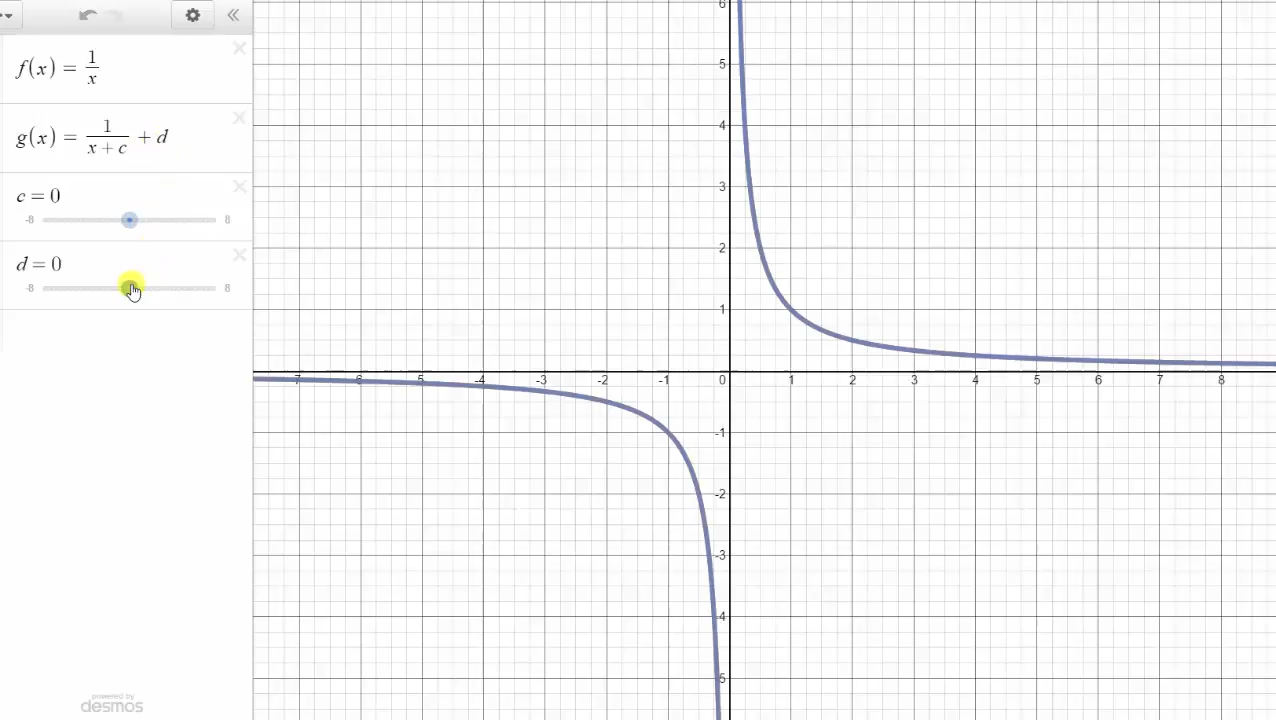 f(x) = 1/x
g(x) = 1/(x + c) + d
c = 0
-8 8
d = 0
-8 8
powered by
desmos
6
5
4
3
2
1
-7 -6 -5 -4 -3 -2 -1 0 1 2 3 4 5 6 7 8
-1
-2
-3
-4
-5